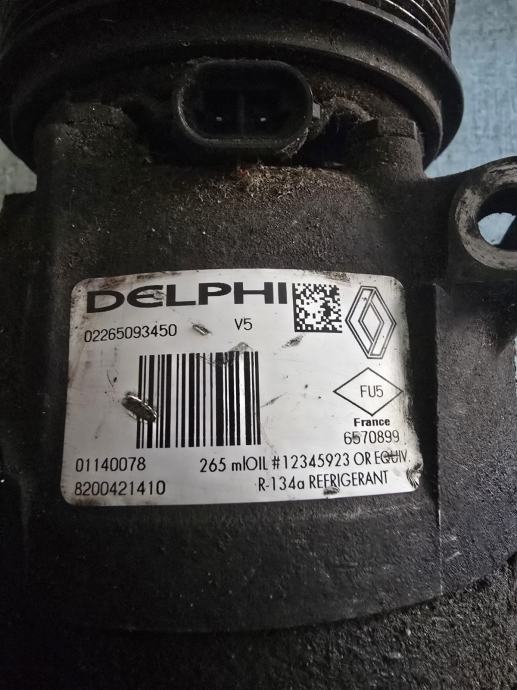 DELPHI
02265093450 V5
FU5
France
6570899
01140078 265 mlOIL #12345923 OR EQUIV.
8200421410 R-134a REFRIGERANT